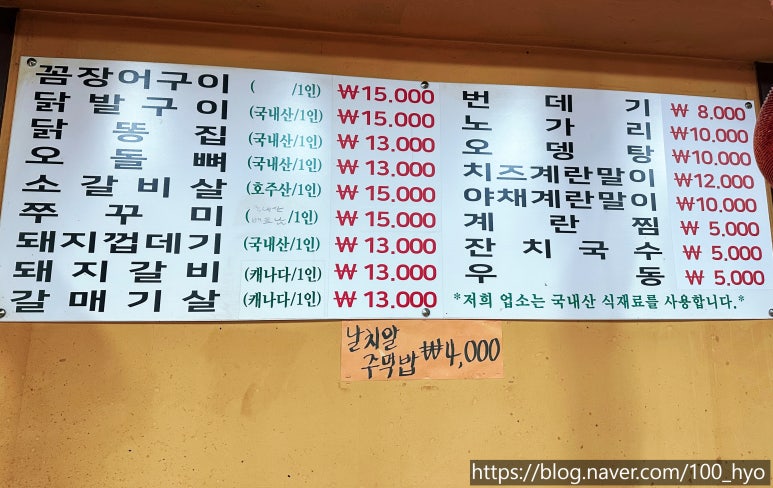 꼼장어구이 ( /1인) ₩15.000
닭발구이 (국내산/1인) ₩15.000
닭똥집 (국내산/1인) ₩13.000
오돌뼈 (국내산/1인) ₩13.000
소갈비살 (호주산/1인) ₩15.000
쭈꾸미 ( /1인) ₩15.000
돼지껍데기 (국내산/1인) ₩13.000
돼지갈비 (캐나다/1인) ₩13.000
갈매기살 (캐나다/1인) ₩13.000
번데기 ₩8.000
노가리 ₩10.000
오뎅탕 ₩10.000
치즈계란말이 ₩12.000
야채계란말이 ₩10.000
계란찜 ₩5.000
잔치국수 ₩5.000
우동 ₩5.000
*저희 업소는 국내산 식재료를 사용합니다.*
날치알
주먹밥 ₩4,000
https://blog.naver.com/100_hyo